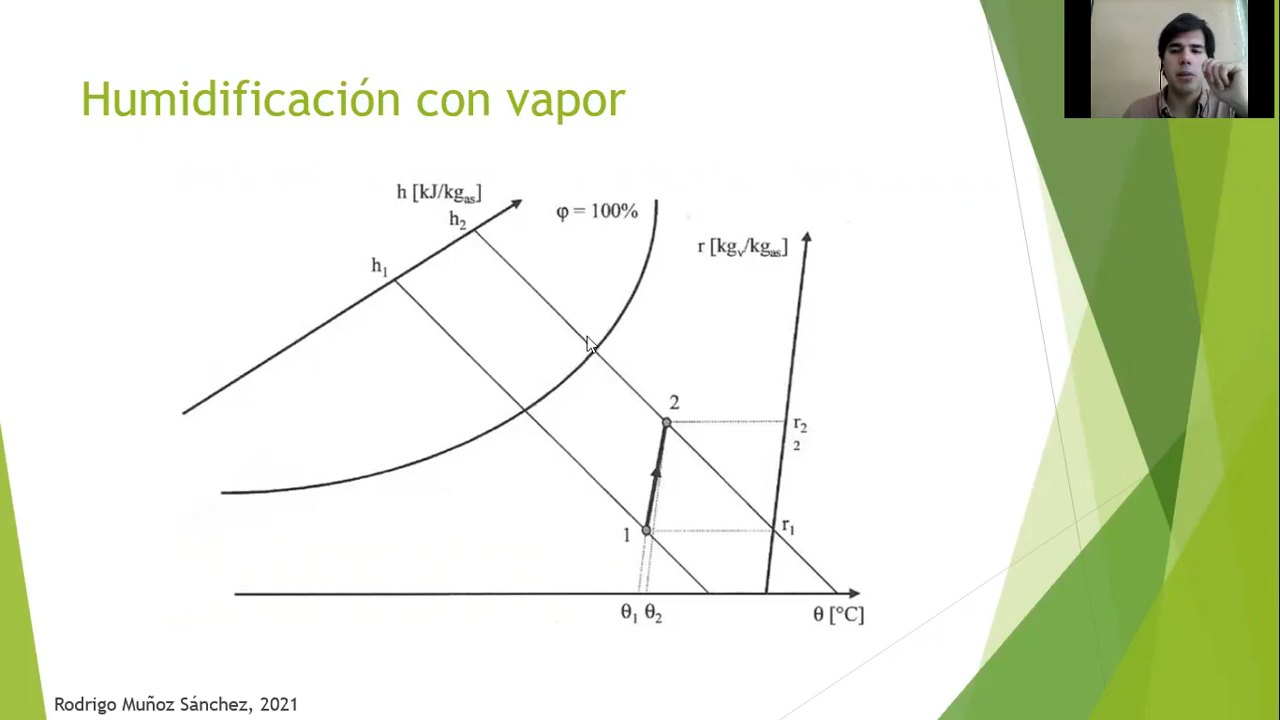 Humidificación con vapor
h [kJ/kgas]
h2
φ = 100%
h1
r [kgv/kgas]
2
r2
2
1
r1
θ1 θ2
θ [°C]
Rodrigo Muñoz Sánchez, 2021